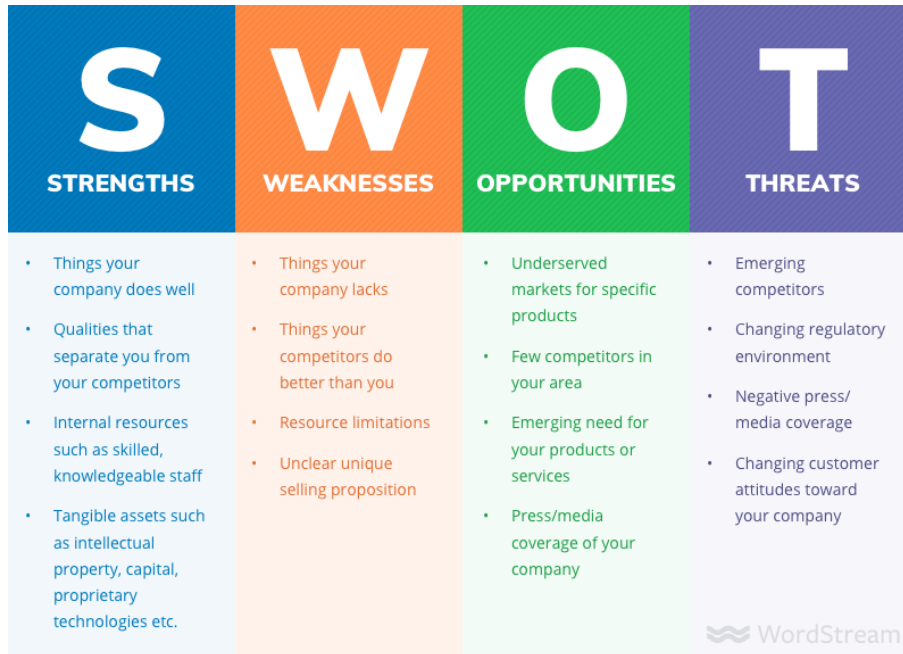 S
STRENGTHS
• Things your
company does well
• Qualities that
separate you from
your competitors
• Internal resources
such as skilled,
knowledgeable staff
• Tangible assets such
as intellectual
property, capital,
proprietary
technologies etc.
W
WEAKNESSES
• Things your
company lacks
• Things your
competitors do
better than you
• Resource limitations
• Unclear unique
selling proposition
O
OPPORTUNITIES
• Underserved
markets for specific
products
• Few competitors in
your area
• Emerging need for
your products or
services
• Press/media
coverage of your
company
T
THREATS
• Emerging
competitors
• Changing regulatory
environment
• Negative press/
media coverage
• Changing customer
attitudes toward
your company
WordStream